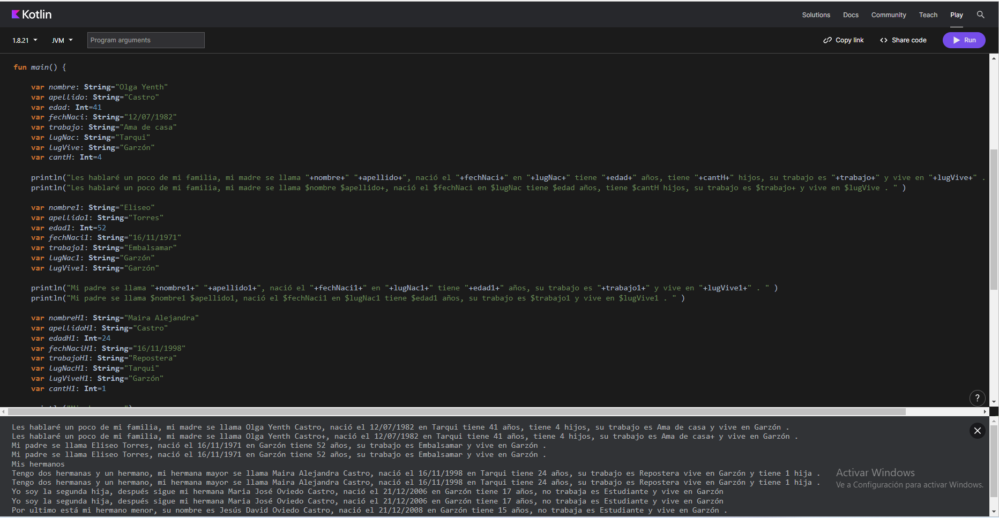 Kotlin
Solutions Docs Community Teach Play
1.8.21 JVM Program arguments Copy link Share code Run
fun main() {
var nombre: String="Olga Yenth"
var apellido: String="Castro"
var edad: Int=41
var fechNaci: String="12/07/1982"
var trabajo: String="Ama de casa"
var lugNac: String="Tarqui"
var lugVive: String="Garzón"
var cantH: Int=4
println("Les hablaré un poco de mi familia, mi madre se llama "+nombre+" "+apellido+", nació el "+fechNaci+" en "+lugNac+" tiene "+edad+" años, tiene "+cantH+" hijos, su trabajo es "+trabajo+" y vive en "+lugVive+" .
println("Les hablaré un poco de mi familia, mi madre se llama $nombre $apellido+, nació el $fechNaci en $lugNac tiene $edad años, tiene $cantH hijos, su trabajo es $trabajo+ y vive en $lugVive . " )
var nombre1: String="Eliseo"
var apellido1: String="Torres"
var edad1: Int=52
var fechNaci1: String="16/11/1971"
var trabajo1: String="Embalsamar"
var lugNac1: String="Garzón"
var lugVive1: String="Garzón"
println("Mi padre se llama "+nombre1+" "+apellido1+", nació el "+fechNaci1+" en "+lugNac1+" tiene "+edad1+" años, su trabajo es "+trabajo1+" y vive en "+lugVive1+" . " )
println("Mi padre se llama $nombre1 $apellido1, nació el $fechNaci1 en $lugNac1 tiene $edad1 años, su trabajo es $trabajo1 y vive en $lugVive1 . " )
var nombreH1: String="Maira Alejandra"
var apellidoH1: String="Castro"
var edadH1: Int=24
var fechNaciH1: String="16/11/1998"
var trabajoH1: String="Repostera"
var lugNacH1: String="Tarqui"
var lugViveH1: String="Garzón"
var cantH1: Int=1
?
Les hablaré un poco de mi familia, mi madre se llama Olga Yenth Castro, nació el 12/07/1982 en Tarqui tiene 41 años, tiene 4 hijos, su trabajo es Ama de casa y vive en Garzón .
Les hablaré un poco de mi familia, mi madre se llama Olga Yenth Castro+, nació el 12/07/1982 en Tarqui tiene 41 años, tiene 4 hijos, su trabajo es Ama de casa+ y vive en Garzón .
Mi padre se llama Eliseo Torres, nació el 16/11/1971 en Garzón tiene 52 años, su trabajo es Embalsamar y vive en Garzón .
Mi padre se llama Eliseo Torres, nació el 16/11/1971 en Garzón tiene 52 años, su trabajo es Embalsamar y vive en Garzón .
Mis hermanos
Tengo dos hermanas y un hermano, mi hermana mayor se llama Maira Alejandra Castro, nació el 16/11/1998 en Tarqui tiene 24 años, su trabajo es Repostera vive en Garzón y tiene 1 hija .
Tengo dos hermanas y un hermano, mi hermana mayor se llama Maira Alejandra Castro, nació el 16/11/1998 en Tarqui tiene 24 años, su trabajo es Repostera vive en Garzón y tiene 1 hija .
Yo soy la segunda hija, después sigue mi hermana Maria José Oviedo Castro, nació el 21/12/2006 en Garzón tiene 17 años, no trabaja es Estudiante y vive en Garzón
Yo soy la segunda hija, después sigue mi hermana Maria José Oviedo Castro, nació el 21/12/2006 en Garzón tiene 17 años, no trabaja es Estudiante y vive en Garzón
Por ultimo está mi hermano menor, su nombre es Jesús David Oviedo Castro, nació el 21/12/2008 en Garzón tiene 15 años, no trabaja es Estudiante y vive en Garzón .
Activar Windows
Ve a Configuración para activar Windows.